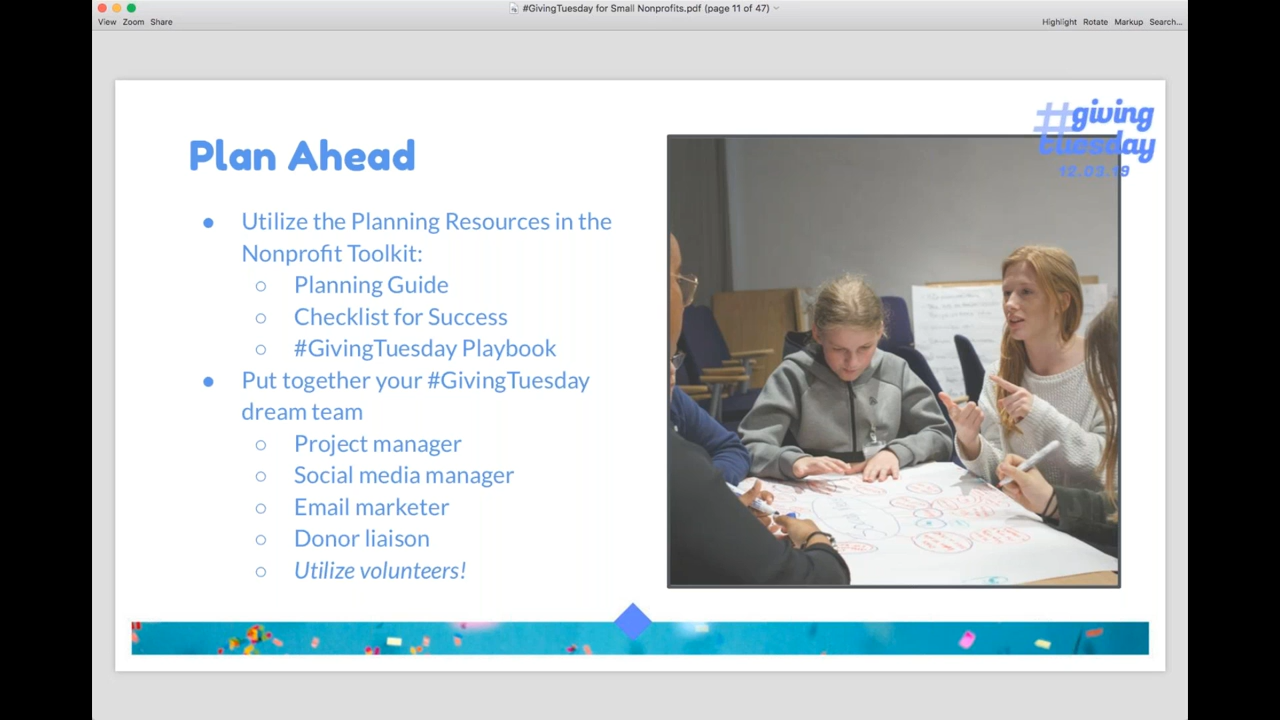 #GivingTuesday for Small Nonprofits.pdf (page 11 of 47)
View Zoom Share
Highlight Rotate Markup Search...
#giving
tuesday
12.03.19
Plan Ahead
● Utilize the Planning Resources in the
Nonprofit Toolkit:
○ Planning Guide
○ Checklist for Success
○ #GivingTuesday Playbook
● Put together your #GivingTuesday
dream team
○ Project manager
○ Social media manager
○ Email marketer
○ Donor liaison
○ Utilize volunteers!